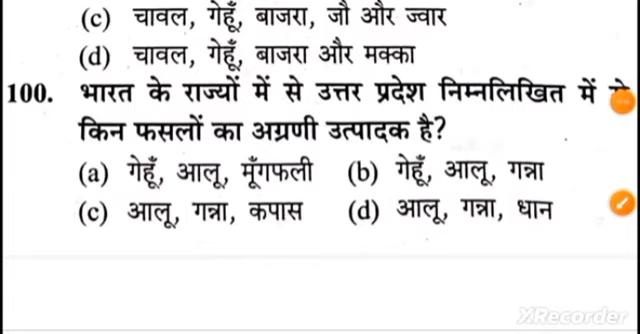 (c) चावल, गेहूँ, बाजरा, जौ और ज्वार
(d) चावल, गेहूँ, बाजरा और मक्का
100. भारत के राज्यों में से उत्तर प्रदेश निम्नलिखित में से
किन फसलों का अग्रणी उत्पादक है?
(a) गेहूँ, आलू, मूँगफली (b) गेहूँ, आलू, गन्ना
(c) आलू, गन्ना, कपास (d) आलू, गन्ना, धान
XRecorder